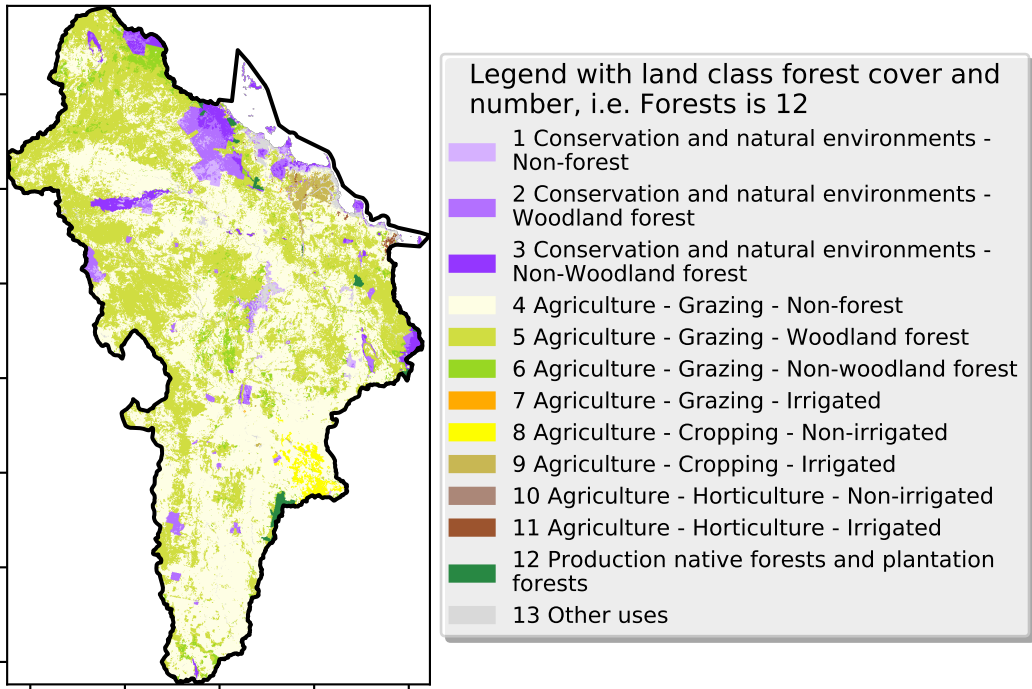 Legend with land class forest cover and
number, i.e. Forests is 12
1 Conservation and natural environments -
Non-forest
2 Conservation and natural environments -
Woodland forest
3 Conservation and natural environments -
Non-Woodland forest
4 Agriculture - Grazing - Non-forest
5 Agriculture - Grazing - Woodland forest
6 Agriculture - Grazing - Non-woodland forest
7 Agriculture - Grazing - Irrigated
8 Agriculture - Cropping - Non-irrigated
9 Agriculture - Cropping - Irrigated
10 Agriculture - Horticulture - Non-irrigated
11 Agriculture - Horticulture - Irrigated
12 Production native forests and plantation
forests
13 Other uses